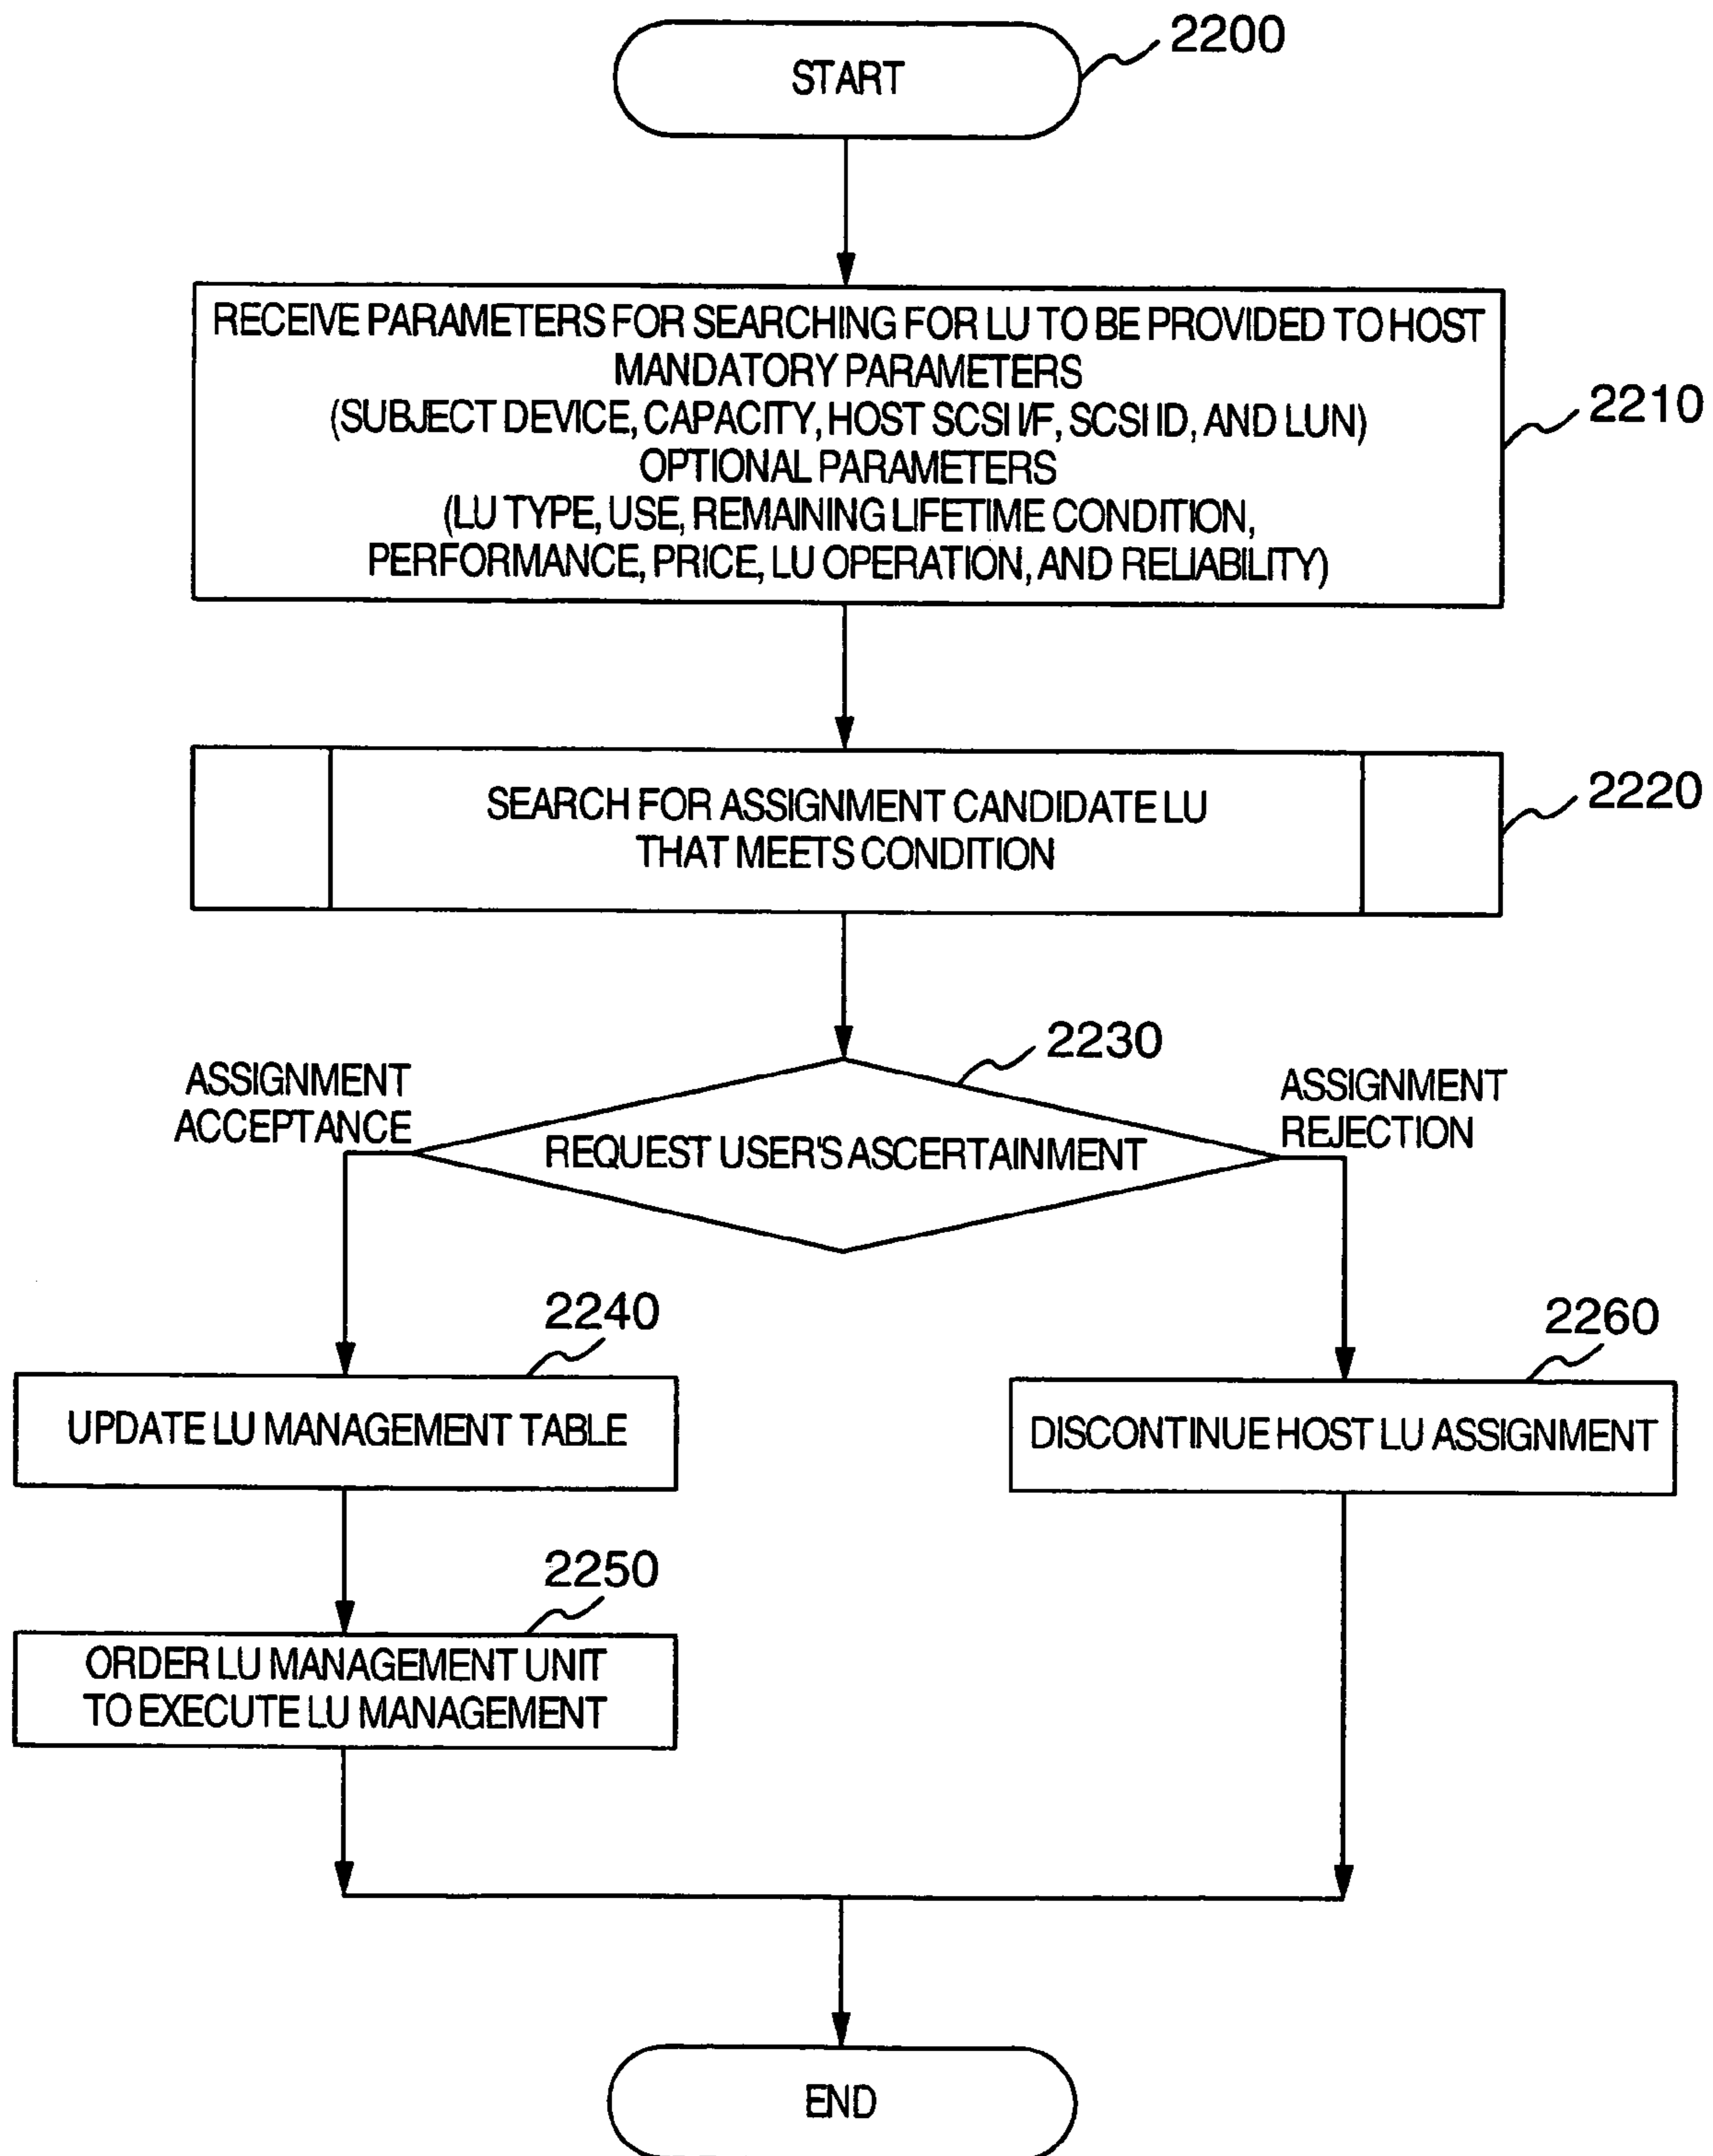 2200
START
RECEIVE PARAMETERS FOR SEARCHING FOR LU TO BE PROVIDED TO HOST
MANDATORY PARAMETERS
(SUBJECT DEVICE, CAPACITY, HOST SCSI I/F, SCSI ID, AND LUN)
OPTIONAL PARAMETERS
(LU TYPE, USE, REMAINING LIFETIME CONDITION,
PERFORMANCE, PRICE, LU OPERATION, AND RELIABILITY)
2210
SEARCH FOR ASSIGNMENT CANDIDATE LU
THAT MEETS CONDITION
2220
2230
ASSIGNMENT
ACCEPTANCE
ASSIGNMENT
REJECTION
REQUEST USER'S ASCERTAINMENT
2240
UPDATE LU MANAGEMENT TABLE
2260
DISCONTINUE HOST LU ASSIGNMENT
2250
ORDER LU MANAGEMENT UNIT
TO EXECUTE LU MANAGEMENT
END